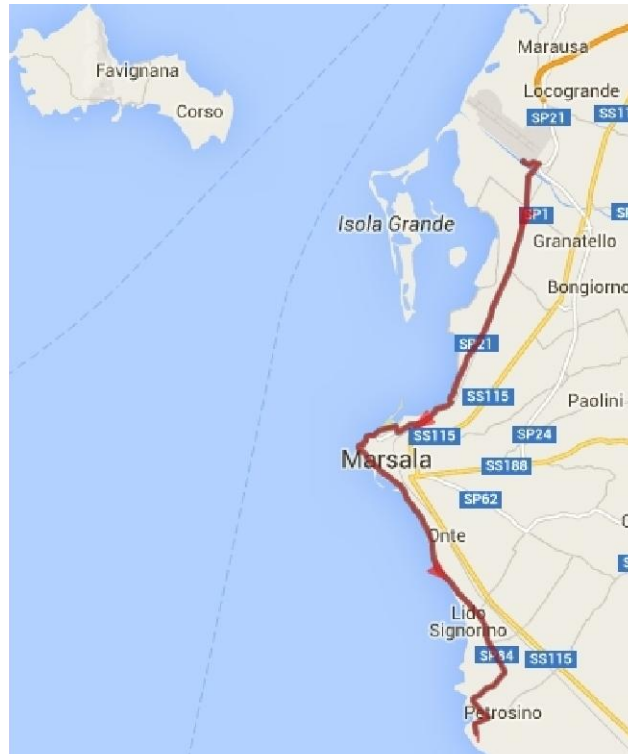 Marausa
Favignana
Locogrande
Corso
SP21
SS11
SP1
Isola Grande
Granatello
Bongiorno
SP21
SS115
Paolini
SS115
SP24
Marsala
SS188
SP62
Onte
Lido
Signorino
SP84
SS115
Petrosino